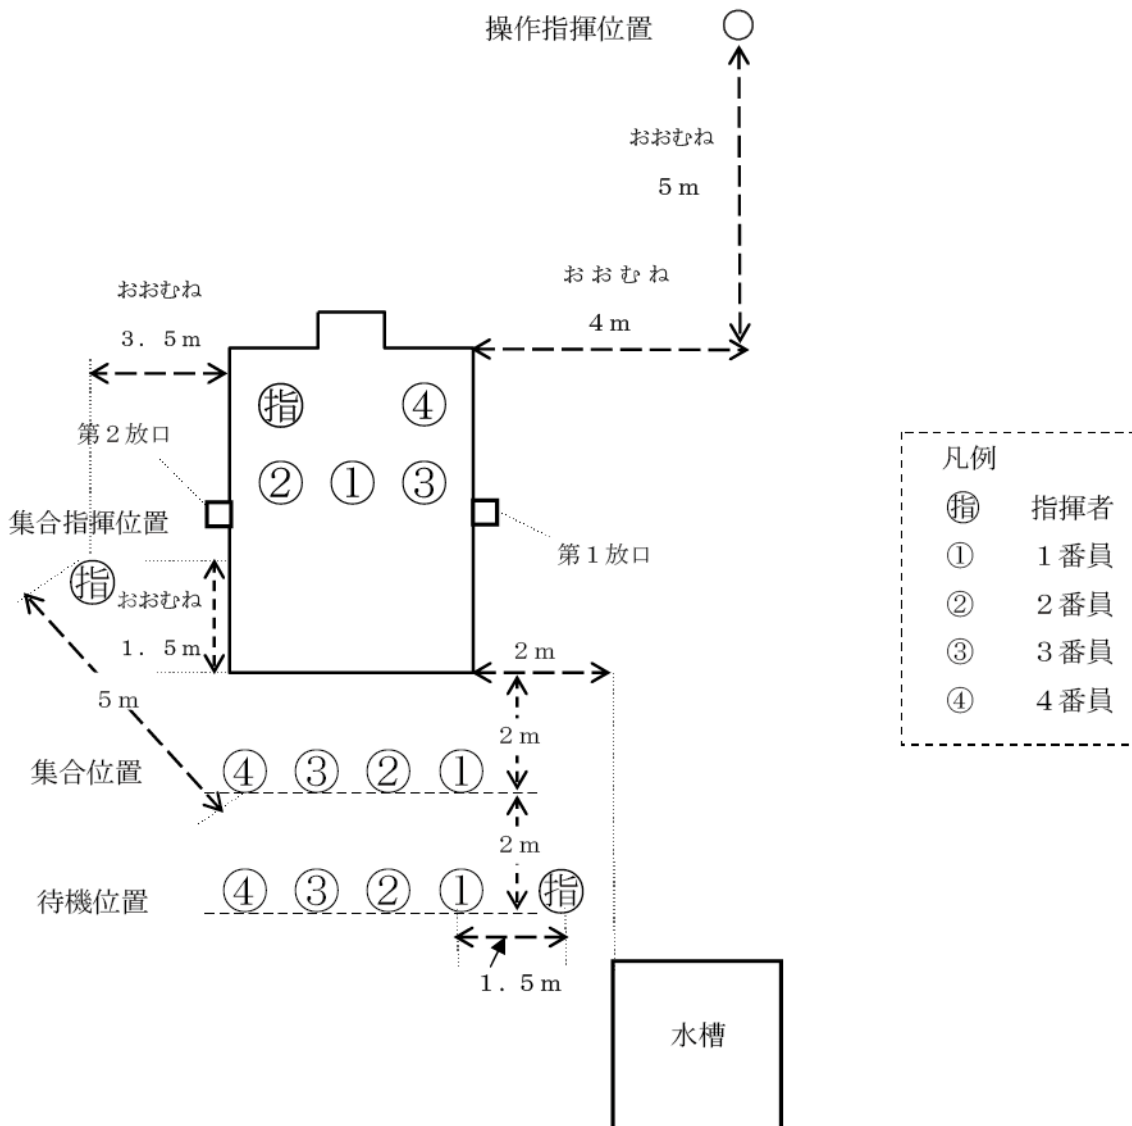 操作指揮位置
おおむね
5m
おおむね
4m
おおむね
3.5m
指 ④
第2放口
② ① ③
集合指揮位置
第1放口
指
おおむね
1.5m
2m
5m
2m
集合位置
④ ③ ② ①
2m
待機位置
④ ③ ② ① 指
1.5m
水槽
凡例
指 指揮者
① 1番員
② 2番員
③ 3番員
④ 4番員